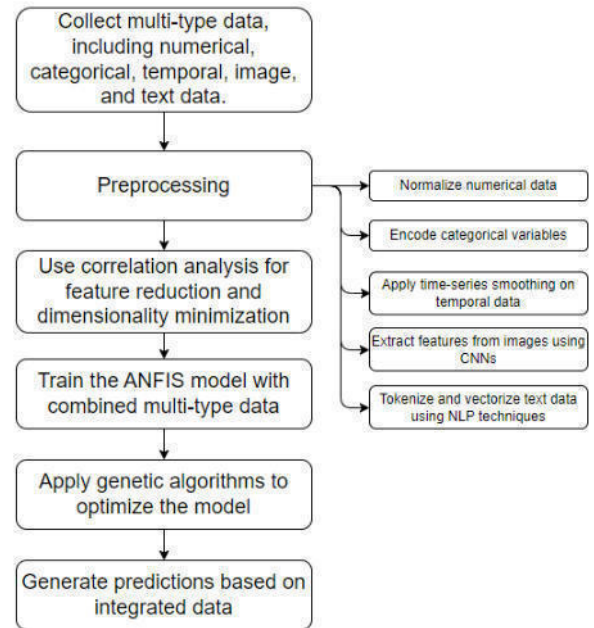 Collect multi-type data,
including numerical,
categorical, temporal, image,
and text data.
Preprocessing
Use correlation analysis for
feature reduction and
dimensionality minimization
Train the ANFIS model with
combined multi-type data
Apply genetic algorithms to
optimize the model
Generate predictions based on
integrated data
Normalize numerical data
Encode categorical variables
Apply time-series smoothing on
temporal data
Extract features from images using
CNNs
Tokenize and vectorize text data
using NLP techniques